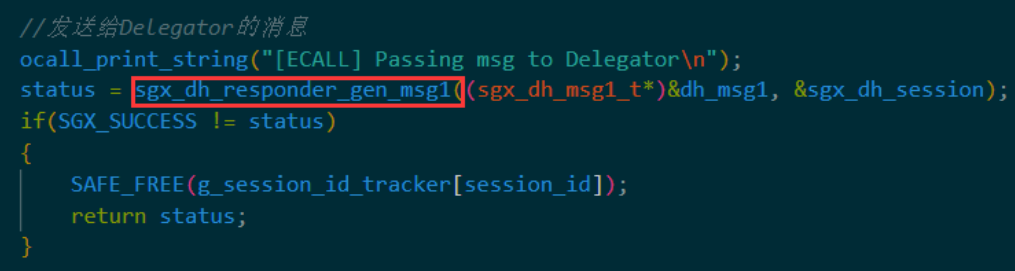 //发送给Delegator的消息
ocall_print_string("[ECALL] Passing msg to Delegator\n");
status = sgx_dh_responder_gen_msg1((sgx_dh_msg1_t*)&dh_msg1, &sgx_dh_session);
if(SGX_SUCCESS != status)
{
    SAFE_FREE(g_session_id_tracker[session_id]);
    return status;
}